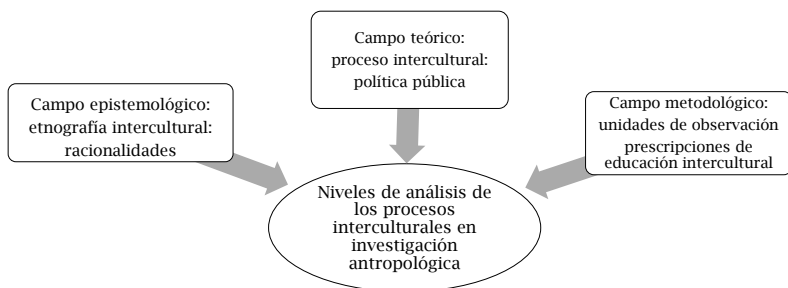 Campo teórico:
proceso intercultural:
política pública
Campo epistemológico:
etnografía intercultural:
racionalidades
Campo metodológico:
unidades de observación
prescripciones de
educación intercultural
Niveles de análisis de
los procesos
interculturales en
investigación
antropológica